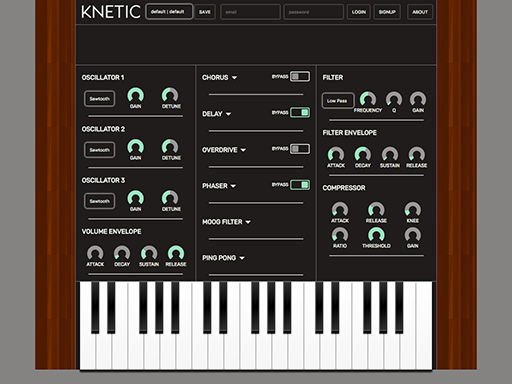 KNETIC default | default SAVE email password LOGIN SIGNUP ABOUT
OSCILLATOR 1
Sawtooth
GAIN DETUNE
OSCILLATOR 2
Sawtooth
GAIN DETUNE
OSCILLATOR 3
Sawtooth
GAIN DETUNE
VOLUME ENVELOPE
ATTACK DECAY SUSTAIN RELEASE
CHORUS BYPASS
DELAY BYPASS
OVERDRIVE BYPASS
PHASER BYPASS
MOOG FILTER
PING PONG
FILTER
Low Pass
FREQUENCY Q GAIN
FILTER ENVELOPE
ATTACK DECAY SUSTAIN RELEASE
COMPRESSOR
ATTACK RELEASE KNEE
RATIO THRESHOLD GAIN